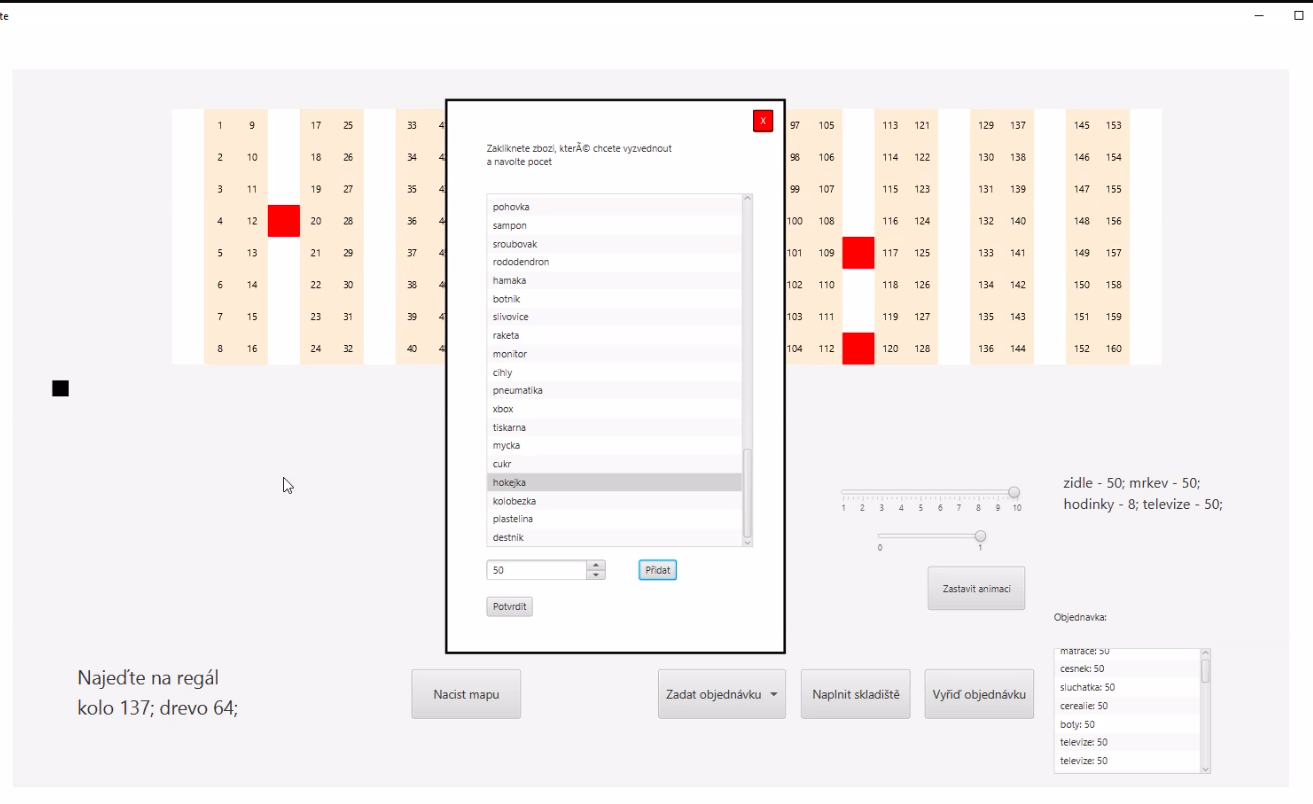 te
1 9 17 25 33 97 105 113 121 129 137 145 153
2 10 18 26 34 98 106 114 122 130 138 146 154
3 11 19 27 35 99 107 115 123 131 139 147 155
4 12 20 28 36 100 108 116 124 132 140 148 156
5 13 21 29 37 101 109 117 125 133 141 149 157
6 14 22 30 38 102 110 118 126 134 142 150 158
7 15 23 31 39 103 111 119 127 135 143 151 159
8 16 24 32 40 104 112 120 128 136 144 152 160
X
Zakliknete zbozi, kterÃ© chcete vyzvednout
a navolte pocet
pohovka
sampon
sroubovak
rododendron
hamaka
botnik
slivovice
raketa
monitor
cihly
pneumatika
xbox
tiskarna
mycka
cukr
hokejka
kolobezka
plastelina
destnik
50
Přidat
Potvrdit
1 2 3 4 5 6 7 8 9 10
0 1
Zastavit animaci
zidle - 50; mrkev - 50;
hodinky - 8; televize - 50;
Objednavka:
matrace: 50
cesnek: 50
sluchatka: 50
cerealie: 50
boty: 50
televize: 50
televize: 50
Najeďte na regál
kolo 137; drevo 64;
Nacist mapu
Zadat objednávku
Naplnit skladiště
Vyřiď objednávku